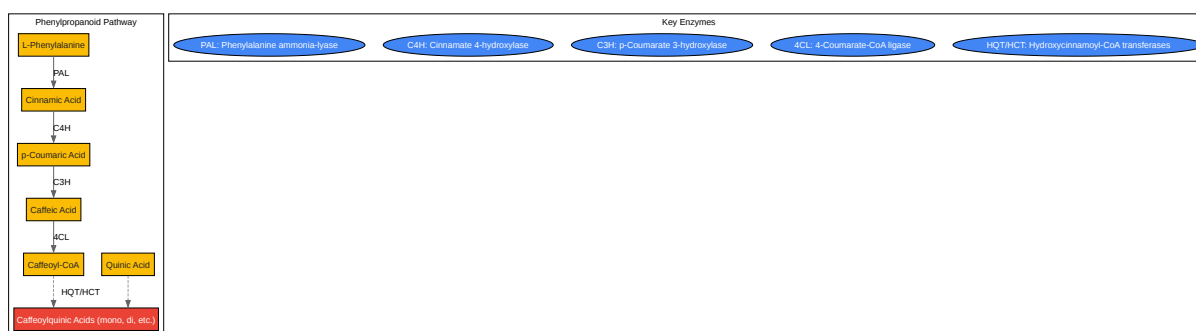 Phenylpropanoid Pathway
L-Phenylalanine
PAL
Cinnamic Acid
C4H
p-Coumaric Acid
C3H
Caffeic Acid
4CL
Caffeoyl-CoA
Quinic Acid
HQT/HCT
Caffeoylquinic Acids (mono, di, etc.)
Key Enzymes
PAL: Phenylalanine ammonia-lyase
C4H: Cinnamate 4-hydroxylase
C3H: p-Coumarate 3-hydroxylase
4CL: 4-Coumarate-CoA ligase
HQT/HCT: Hydroxycinnamoyl-CoA transferases